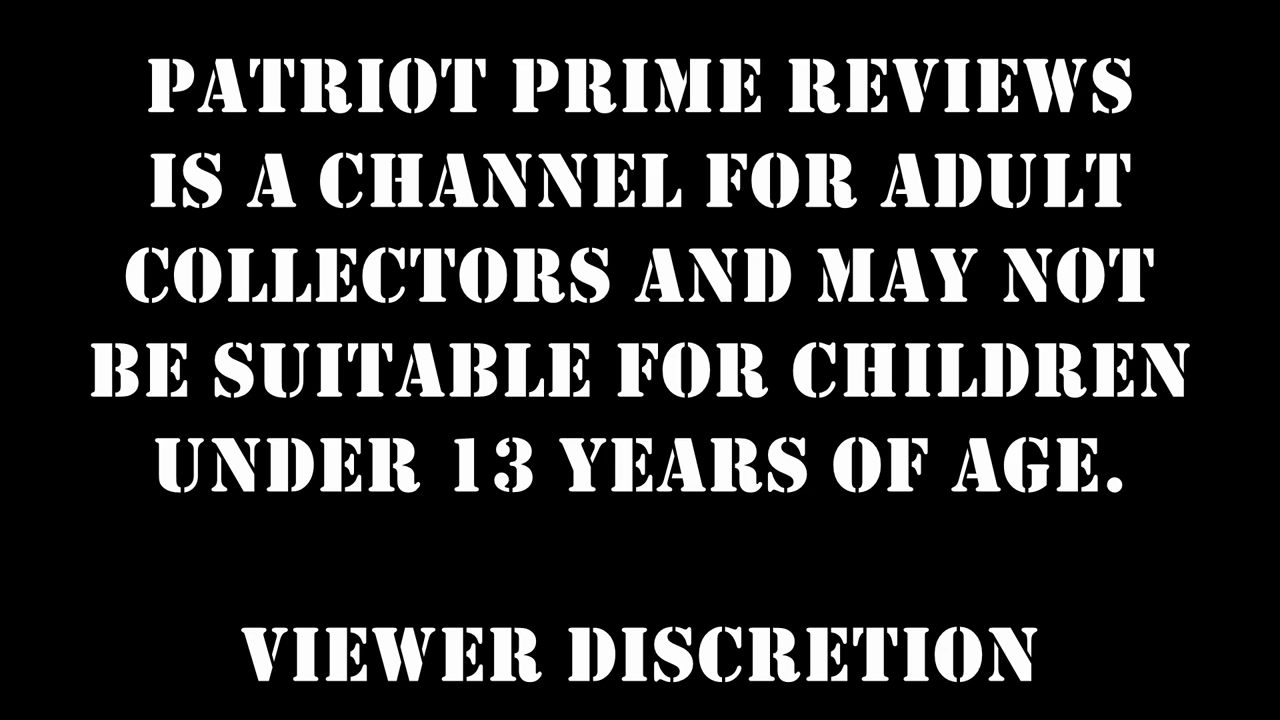 PATRIOT PRIME REVIEWS
IS A CHANNEL FOR ADULT
COLLECTORS AND MAY NOT
BE SUITABLE FOR CHILDREN
UNDER 13 YEARS OF AGE.
VIEWER DISCRETION